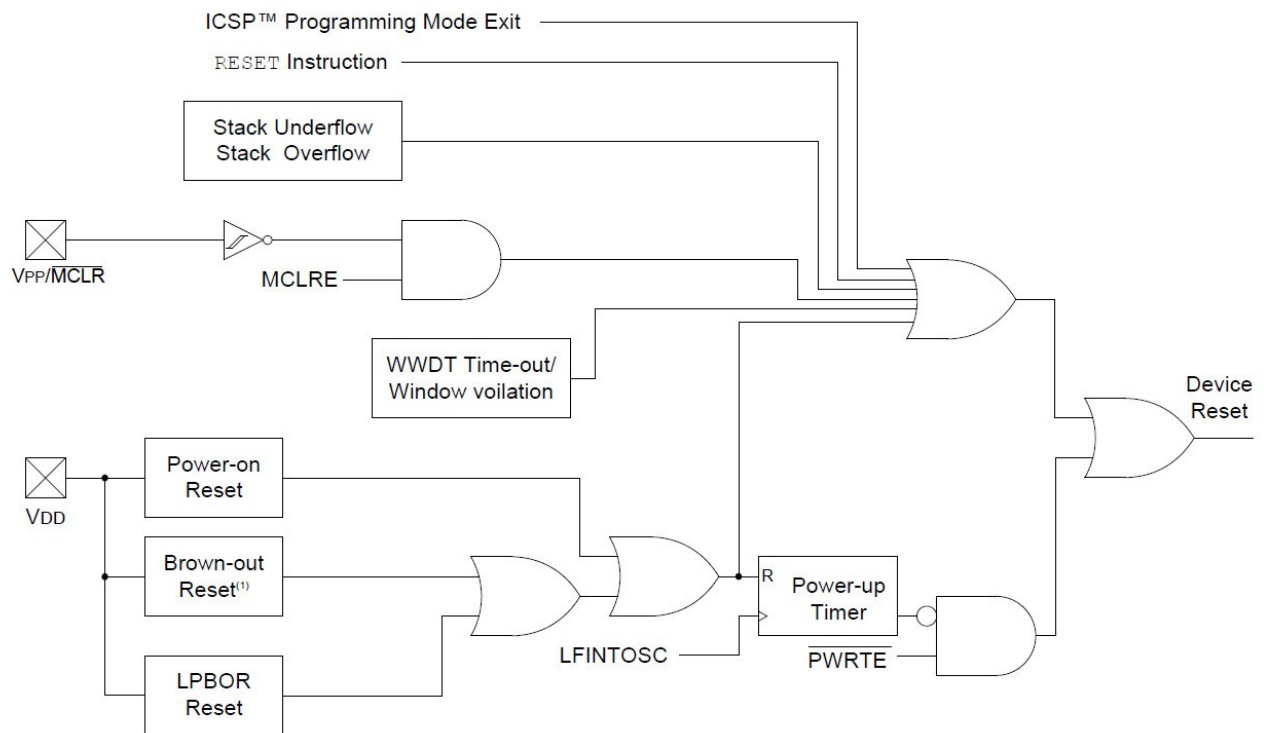 ICSP™ Programming Mode Exit
RESET Instruction
Stack Underflow
Stack Overflow
VPP/MCLR
MCLRE
WWDT Time-out/
Window voilation
Device
Reset
Power-on
Reset
VDD
Brown-out
Reset(1)
R
Power-up
Timer
LFINTOSC
PWRTE
LPBOR
Reset